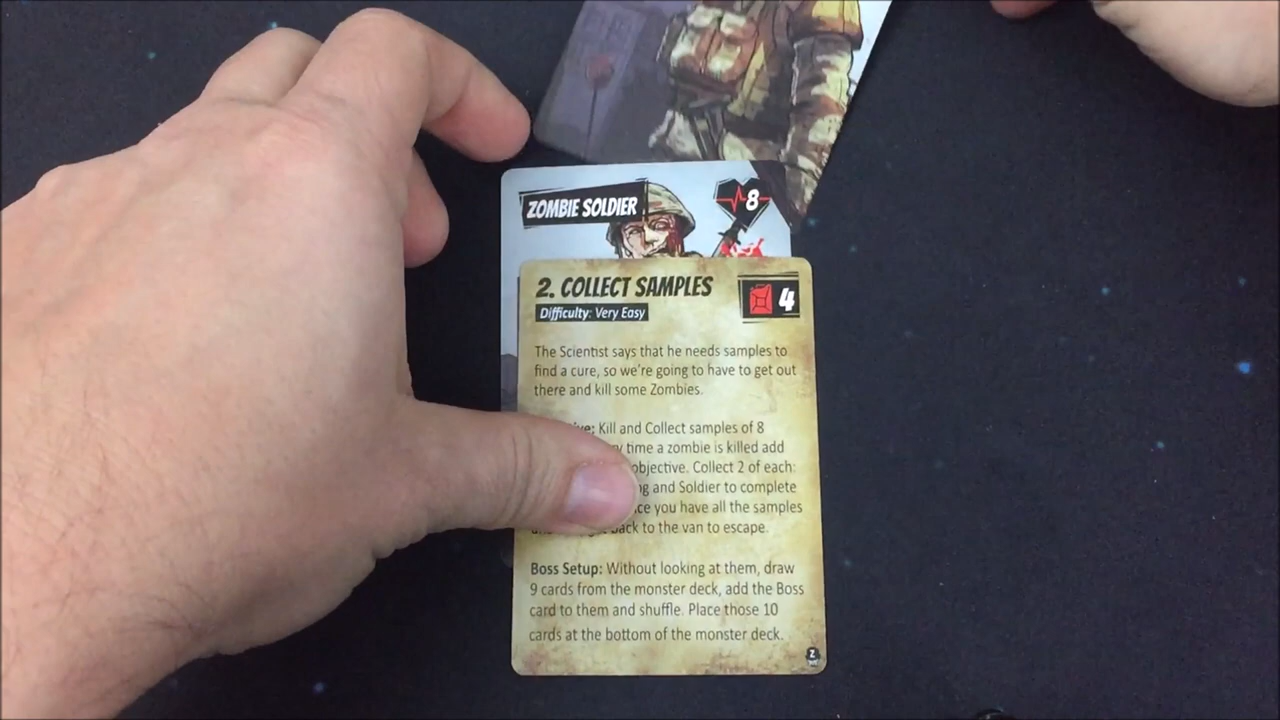 ZOMBIE SOLDIER
8
2. COLLECT SAMPLES
4
Difficulty: Very Easy
The Scientist says that he needs samples to
find a cure, so we're going to have to get out
there and kill some Zombies.
Kill and Collect samples of 8
time a zombie is killed add
objective. Collect 2 of each:
and Soldier to complete
you have all the samples
back to the van to escape.
Boss Setup: Without looking at them, draw
9 cards from the monster deck, add the Boss
card to them and shuffle. Place those 10
cards at the bottom of the monster deck.
Z